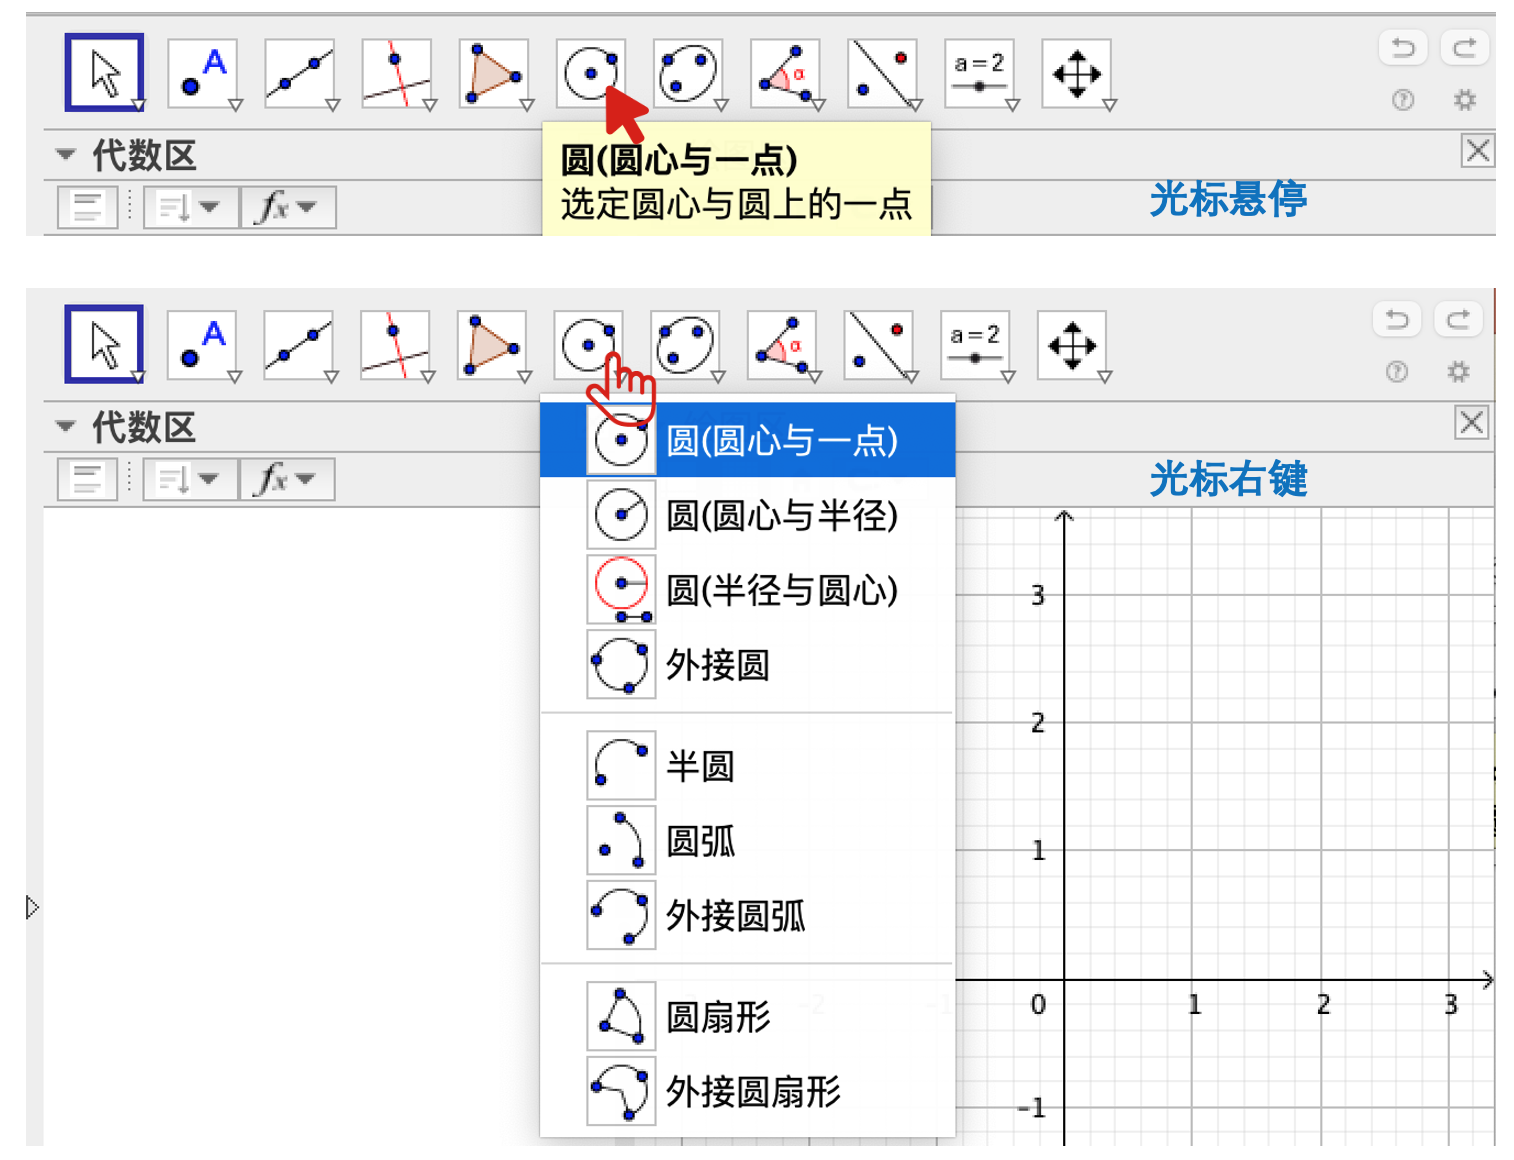 A
α
a=2
圆(圆心与一点)
选定圆心与圆上的一点
代数区
fx
光标悬停
A
α
a=2
代数区
fx
光标右键
圆(圆心与一点)
圆(圆心与半径)
圆(半径与圆心)
外接圆
半圆
圆弧
外接圆弧
圆扇形
外接圆扇形
3
2
1
-2
-1
0
1
2
3
-1